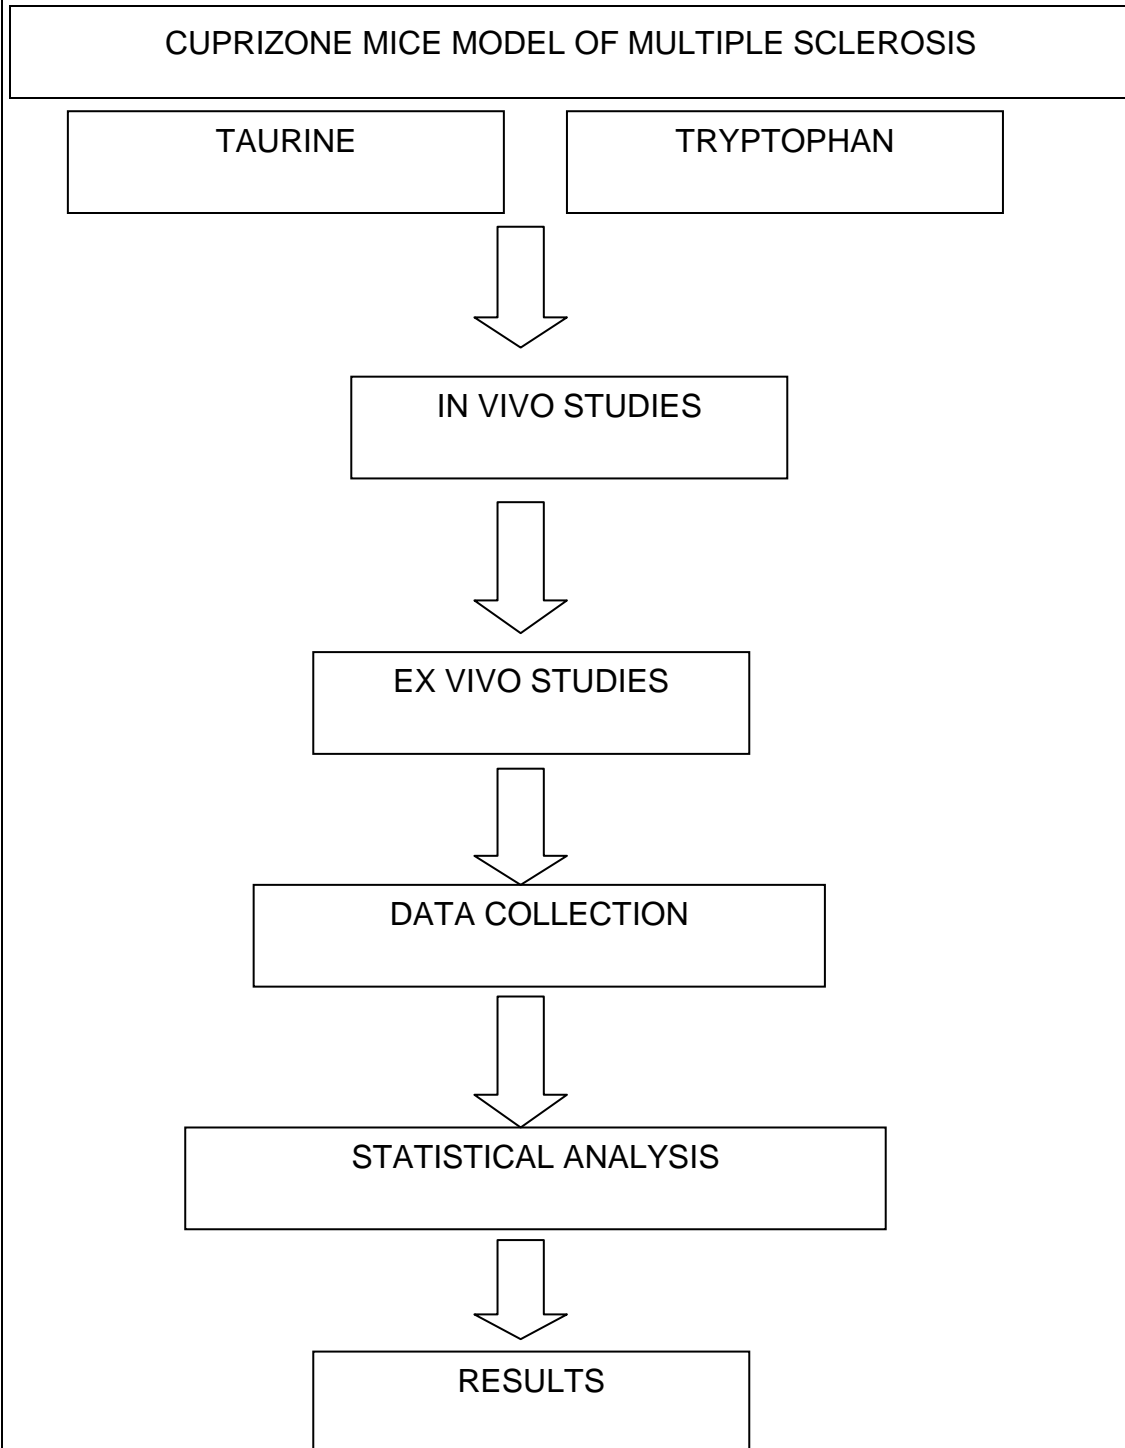 CUPRIZONE MICE MODEL OF MULTIPLE SCLEROSIS
TAURINE
TRYPTOPHAN
IN VIVO STUDIES
EX VIVO STUDIES
DATA COLLECTION
STATISTICAL ANALYSIS
RESULTS